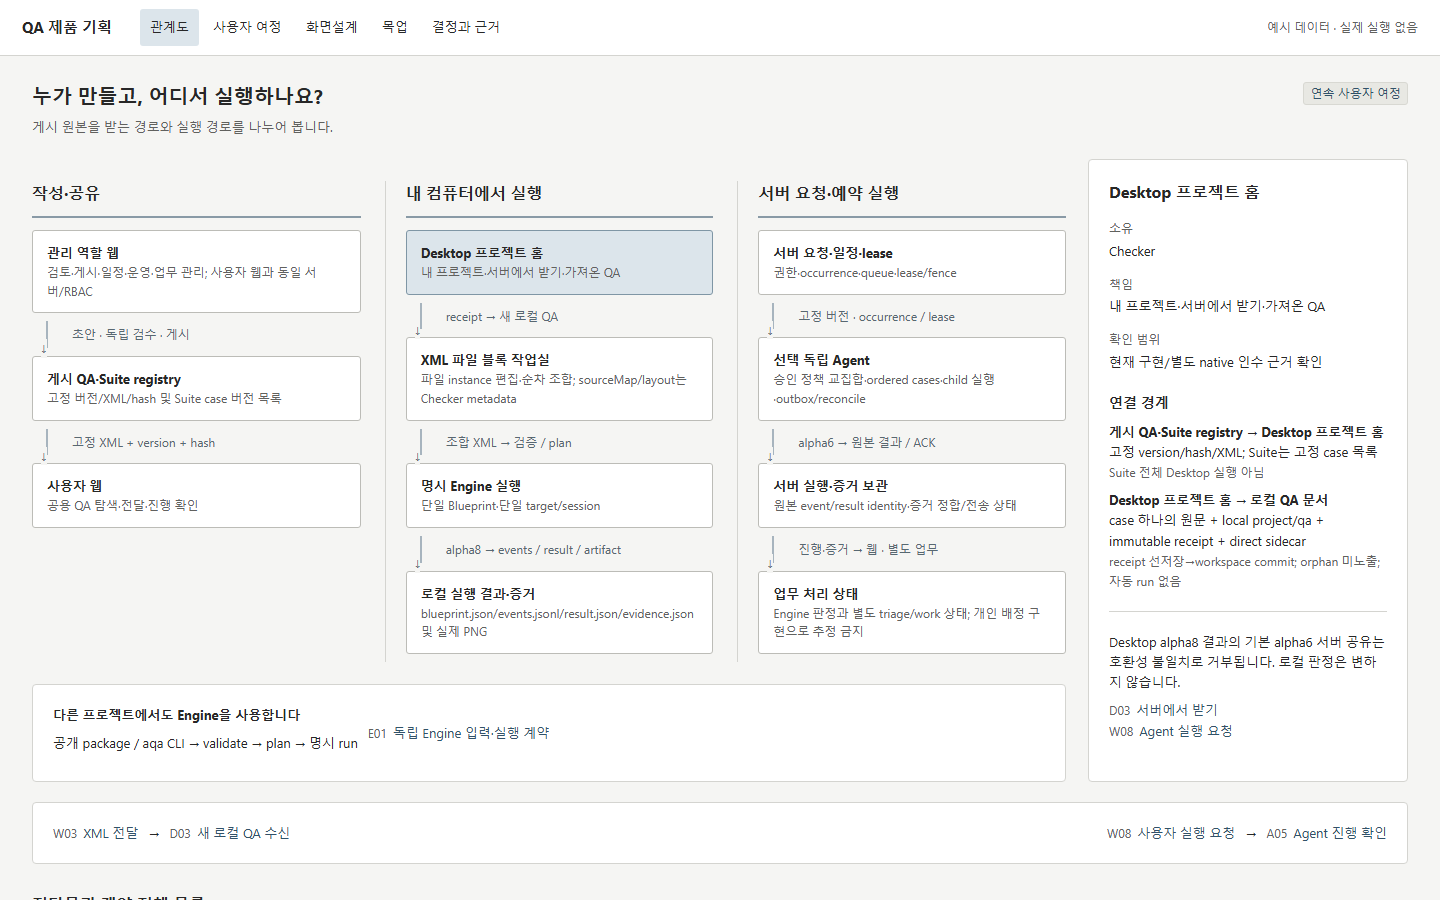 QA 제품 기획
관계도
사용자 여정
화면설계
목업
결정과 근거
예시 데이터 · 실제 실행 없음
누가 만들고, 어디서 실행하나요?
연속 사용자 여정
게시 원본을 받는 경로와 실행 경로를 나누어 봅니다.
작성·공유
관리 역할 웹
검토·게시·일정·운영·업무 관리; 사용자 웹과 동일 서
버/RBAC
초안 · 독립 검수 · 게시
게시 QA·Suite registry
고정 버전/XML/hash 및 Suite case 버전 목록
고정 XML + version + hash
사용자 웹
공용 QA 탐색·전달·진행 확인
내 컴퓨터에서 실행
Desktop 프로젝트 홈
내 프로젝트·서버에서 받기·가져온 QA
receipt → 새 로컬 QA
XML 파일 블록 작업실
파일 instance 편집·순차 조합; sourceMap/layout는
Checker metadata
조합 XML → 검증 / plan
명시 Engine 실행
단일 Blueprint·단일 target/session
alpha8 → events / result / artifact
로컬 실행 결과·증거
blueprint.json/events.jsonl/result.json/evidence.json
및 실제 PNG
서버 요청·예약 실행
서버 요청·일정·lease
권한·occurrence·queue·lease/fence
고정 버전 · occurrence / lease
선택 독립 Agent
승인 정책 교집합·ordered cases·child 실행
·outbox/reconcile
alpha6 → 원본 결과 / ACK
서버 실행·증거 보관
원본 event/result identity·증거 정합/전송 상태
진행·증거 → 웹 · 별도 업무
업무 처리 상태
Engine 판정과 별도 triage/work 상태; 개인 배정 구
현으로 추정 금지
Desktop 프로젝트 홈
소유
Checker
책임
내 프로젝트·서버에서 받기·가져온 QA
확인 범위
현재 구현/별도 native 인수 근거 확인
연결 경계
게시 QA·Suite registry → Desktop 프로젝트 홈
고정 version/hash/XML; Suite는 고정 case 목록
Suite 전체 Desktop 실행 아님
Desktop 프로젝트 홈 → 로컬 QA 문서
case 하나의 원문 + local project/qa +
immutable receipt + direct sidecar
receipt 선저장→workspace commit; orphan 미노출;
자동 run 없음
Desktop alpha8 결과의 기본 alpha6 서버 공유는
호환성 불일치로 거부됩니다. 로컬 판정은 변하
지 않습니다.
D03 서버에서 받기
W08 Agent 실행 요청
다른 프로젝트에서도 Engine을 사용합니다
공개 package / aqa CLI → validate → plan → 명시 run
E01 독립 Engine 입력·실행 계약
W03 XML 전달 → D03 새 로컬 QA 수신
W08 사용자 실행 요청 → A05 Agent 진행 확인